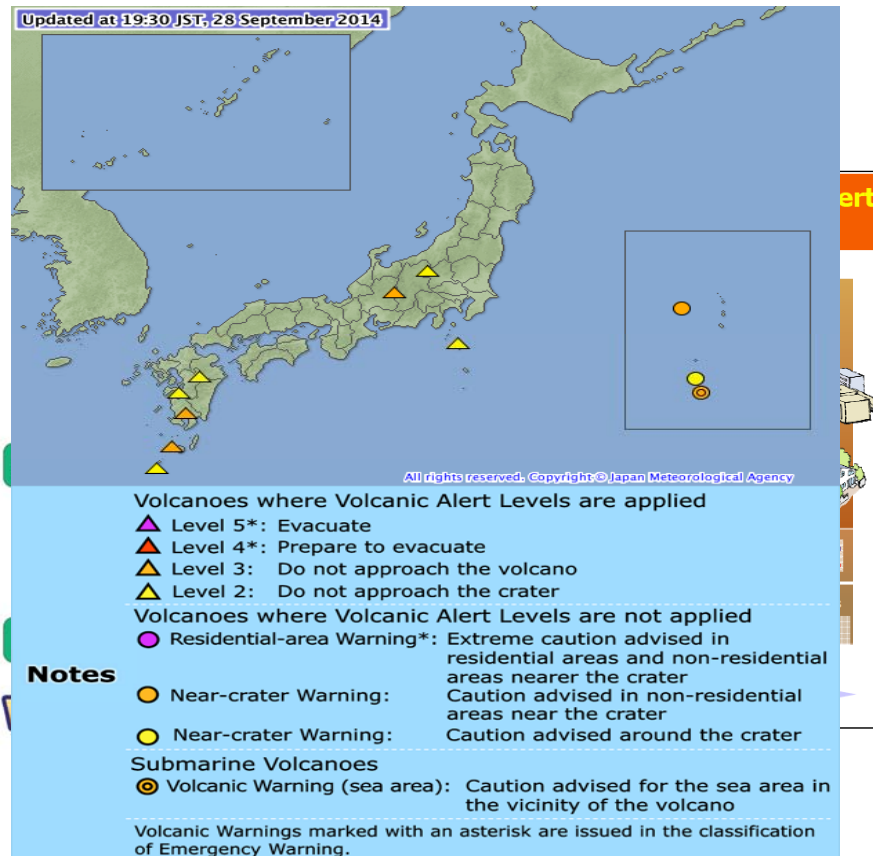 Updated at 19:30 JST, 28 September 2014
ert
All rights reserved. Copyright © Japan Meteorological Agency
Volcanoes where Volcanic Alert Levels are applied
Level 5*: Evacuate
Level 4*: Prepare to evacuate
Level 3: Do not approach the volcano
Level 2: Do not approach the crater
Volcanoes where Volcanic Alert Levels are not applied
Residential-area Warning*: Extreme caution advised in
residential areas and non-residential
areas nearer the crater
Notes
Near-crater Warning: Caution advised in non-residential
areas near the crater
Near-crater Warning: Caution advised around the crater
Submarine Volcanoes
Volcanic Warning (sea area): Caution advised for the sea area in
the vicinity of the volcano
Volcanic Warnings marked with an asterisk are issued in the classification
of Emergency Warning.